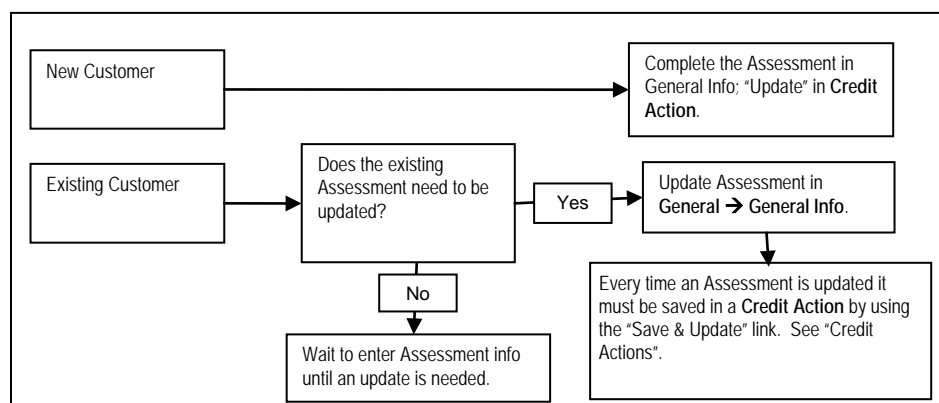 New Customer
Complete the Assessment in
General Info; “Update” in Credit
Action.
Existing Customer
Does the existing
Assessment need to be
updated?
Yes
Update Assessment in
General ➔ General Info.
No
Wait to enter Assessment info
until an update is needed.
Every time an Assessment is updated it
must be saved in a Credit Action by using
the “Save & Update” link.  See “Credit
Actions”.